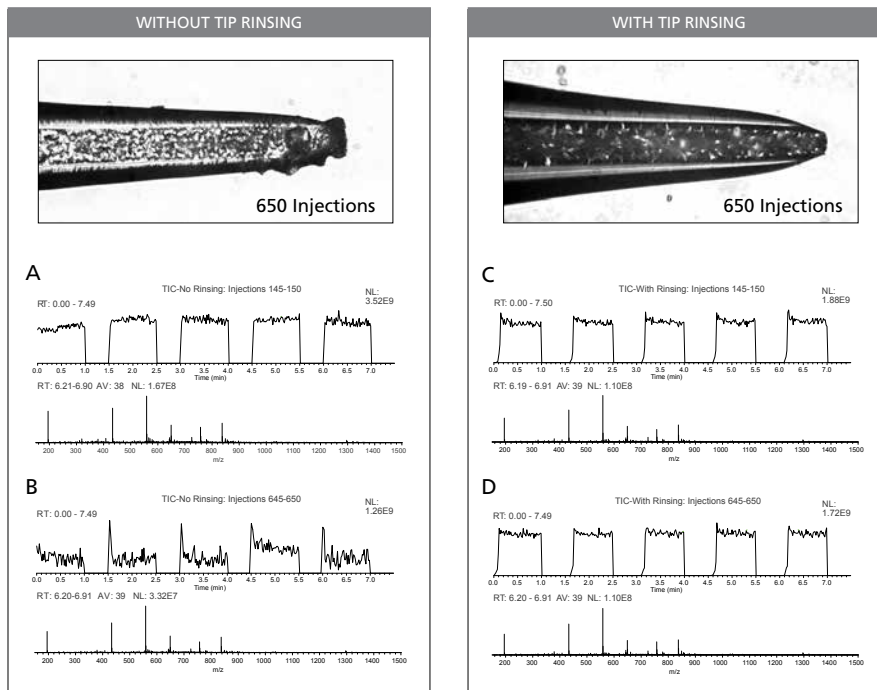 WITHOUT TIP RINSING
650 Injections
A
TIC-No Rinsing: Injections 145-150
NL:
3.52E9
RT: 0.00 - 7.49
0.0 0.5 1.0 1.5 2.0 2.5 3.0 3.5 4.0 4.5 5.0 5.5 6.0 6.5 7.0
Time (min)
RT: 6.21-6.90 AV: 38 NL: 1.67E8
200 300 400 500 600 700 800 900 1000 1100 1200 1300 1400 1500
m/z
B
TIC-No Rinsing: Injections 645-650
NL:
1.26E9
RT: 0.00 - 7.49
0.0 0.5 1.0 1.5 2.0 2.5 3.0 3.5 4.0 4.5 5.0 5.5 6.0 6.5 7.0
Time (min)
RT: 6.20-6.91 AV: 39 NL: 3.32E7
200 300 400 500 600 700 800 900 1000 1100 1200 1300 1400 1500
m/z
WITH TIP RINSING
650 Injections
C
TIC-With Rinsing: Injections 145-150
NL:
1.88E9
RT: 0.00 - 7.50
0.0 0.5 1.0 1.5 2.0 2.5 3.0 3.5 4.0 4.5 5.0 5.5 6.0 6.5 7.0
Time (min)
RT: 6.19 - 6.91 AV: 39 NL: 1.10E8
200 300 400 500 600 700 800 900 1000 1100 1200 1300 1400 1500
m/z
D
TIC-With Rinsing: Injections 645-650
NL:
1.72E9
RT: 0.00 - 7.49
0.0 0.5 1.0 1.5 2.0 2.5 3.0 3.5 4.0 4.5 5.0 5.5 6.0 6.5 7.0
Time (min)
RT: 6.20 - 6.91 AV: 39 NL: 1.10E8
200 300 400 500 600 700 800 900 1000 1100 1200 1300 1400 1500
m/z